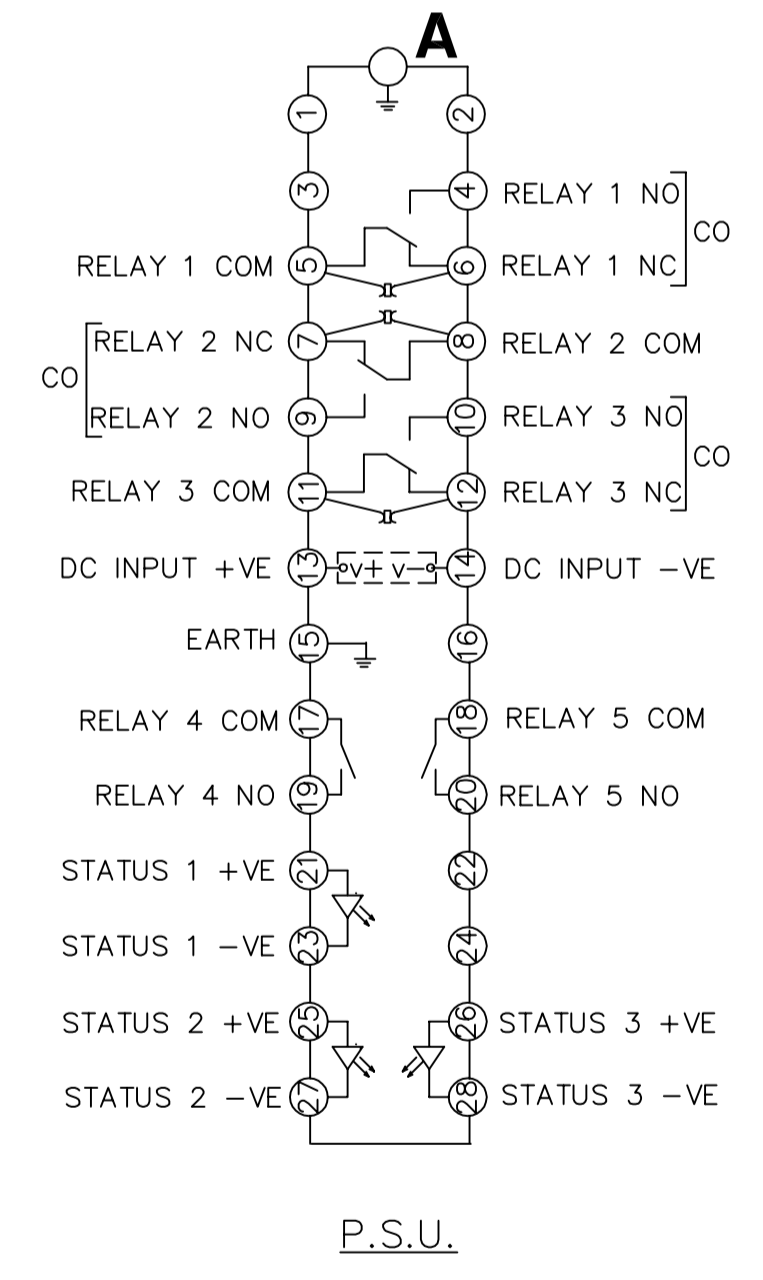 A
1 2
3 4 RELAY 1 NO
CO
RELAY 1 COM 5 6 RELAY 1 NC
RELAY 2 NC 7 8 RELAY 2 COM
CO
RELAY 2 NO 9 10 RELAY 3 NO
CO
RELAY 3 COM 11 12 RELAY 3 NC
DC INPUT +VE 13 V+ V− 14 DC INPUT −VE
EARTH 15 16
RELAY 4 COM 17 18 RELAY 5 COM
RELAY 4 NO 19 20 RELAY 5 NO
STATUS 1 +VE 21 22
STATUS 1 −VE 23 24
STATUS 2 +VE 25 26 STATUS 3 +VE
STATUS 2 −VE 27 28 STATUS 3 −VE
P.S.U.